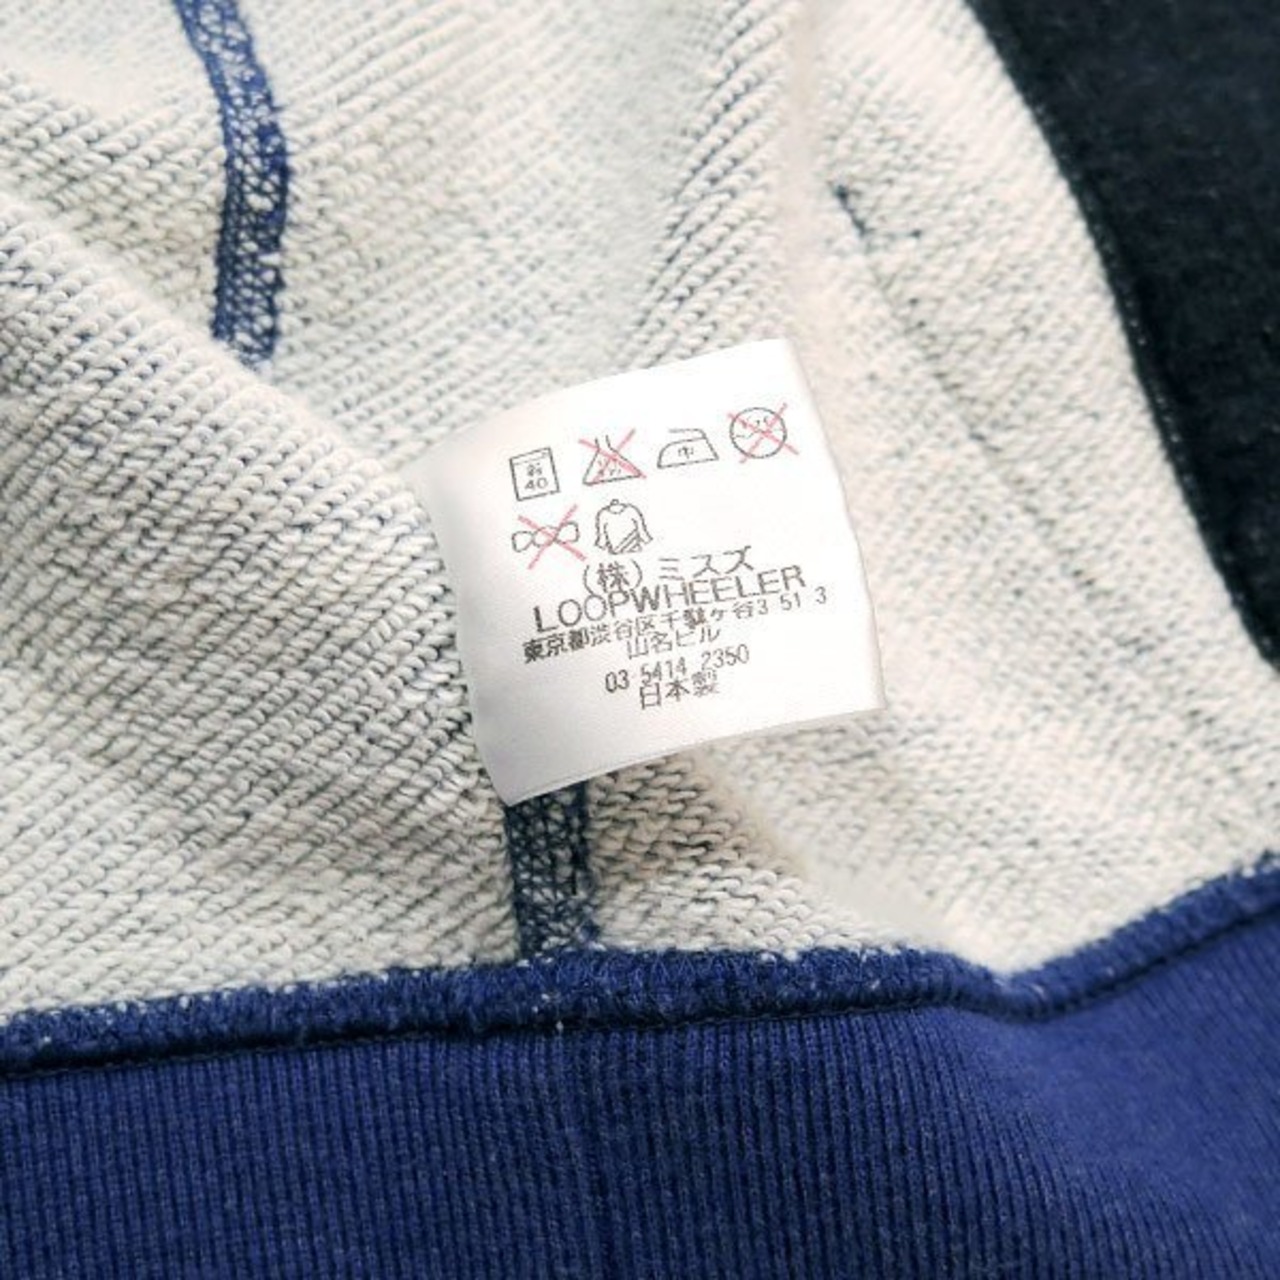 弱
40
中
(株)ミスズ
LOOPWHEELER
東京都渋谷区千駄ヶ谷3 51 3
山名ビル
03 5414 2350
日本製